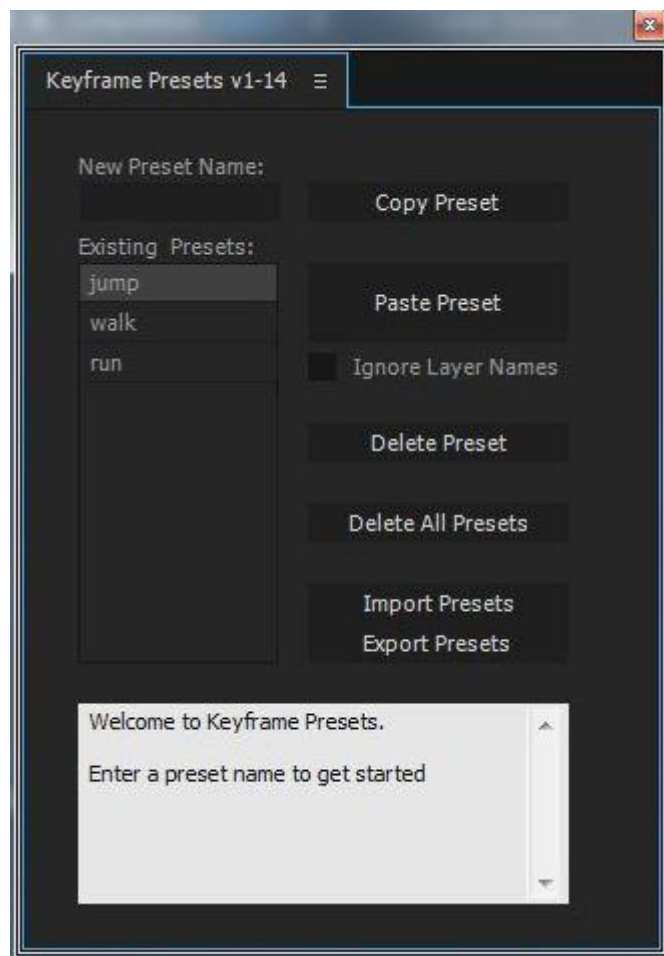 Keyframe Presets v1-14
New Preset Name:
Copy Preset
Existing Presets:
jump
walk
run
Paste Preset
Ignore Layer Names
Delete Preset
Delete All Presets
Import Presets
Export Presets
Welcome to Keyframe Presets.
Enter a preset name to get started